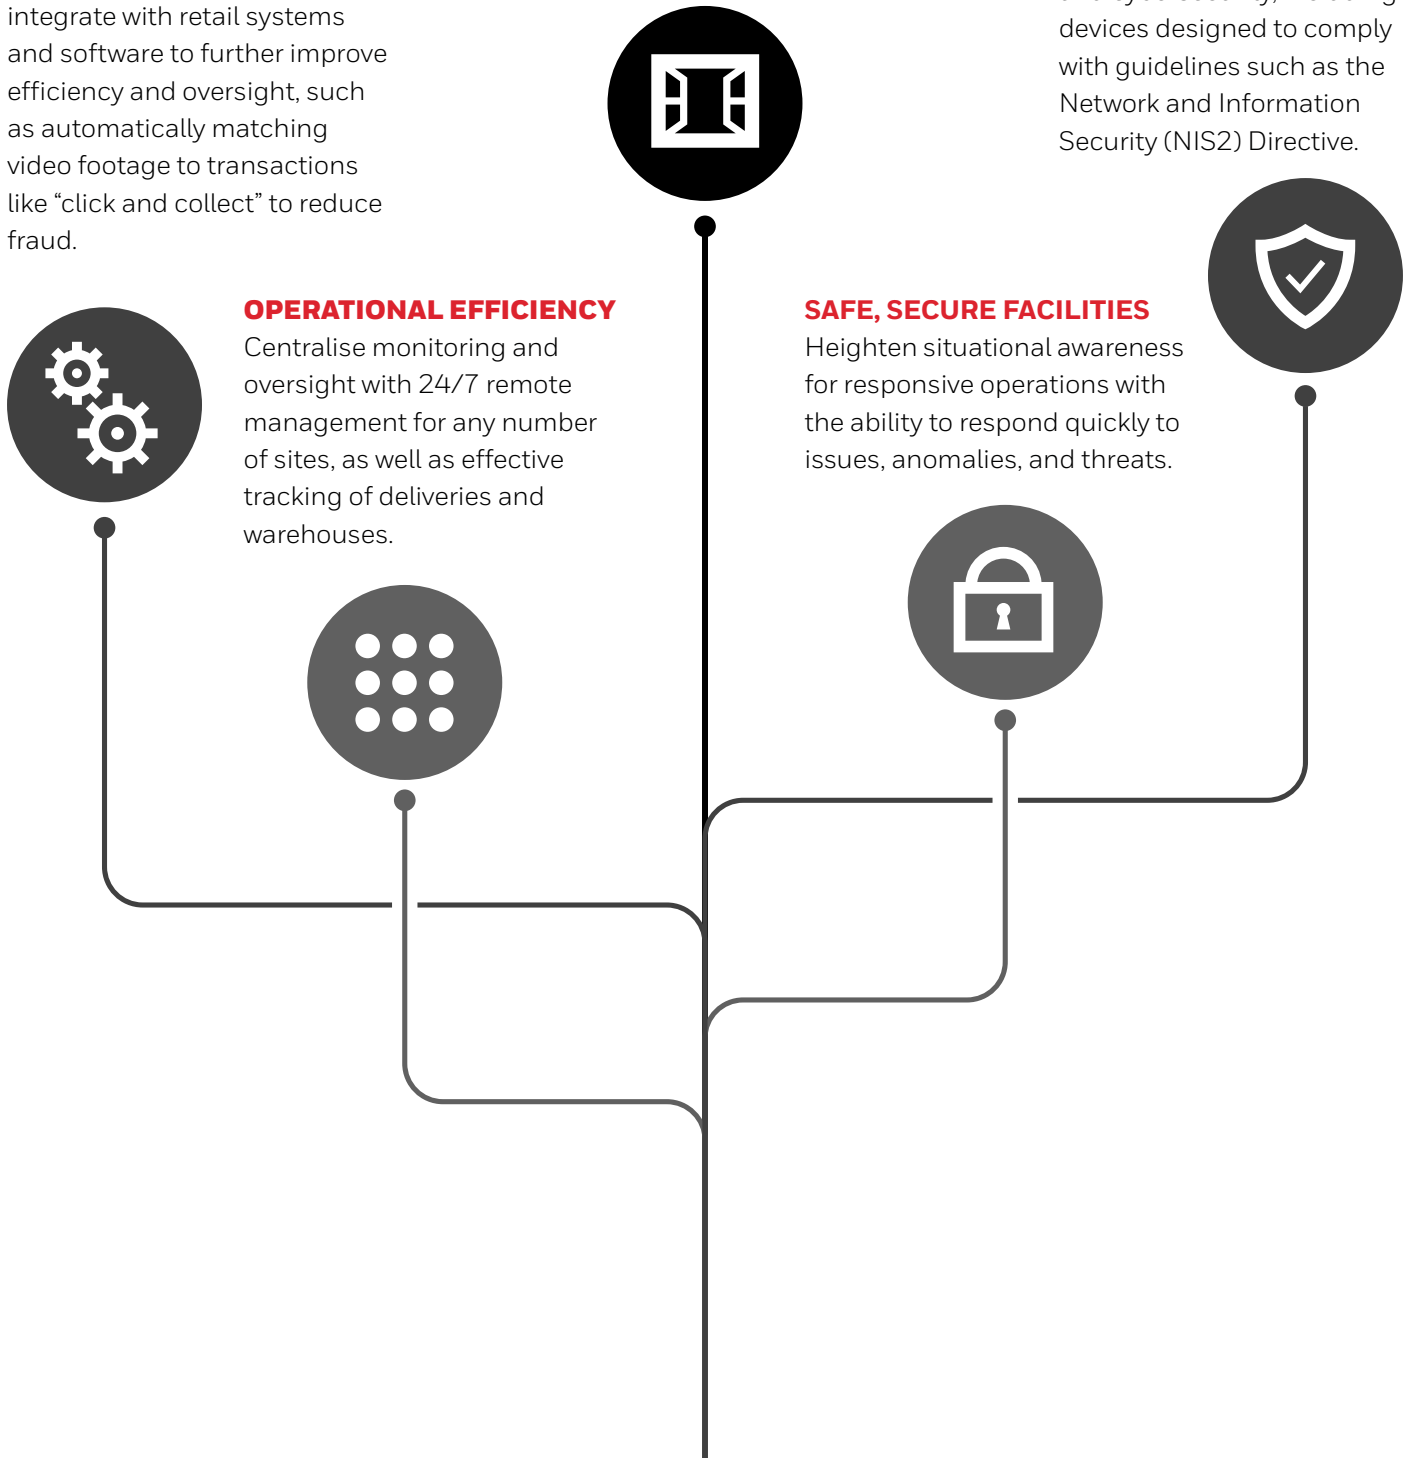 integrate with retail systems
and software to further improve
efficiency and oversight, such
as automatically matching
video footage to transactions
like “click and collect” to reduce
fraud.
devices designed to comply
with guidelines such as the
Network and Information
Security (NIS2) Directive.
OPERATIONAL EFFICIENCY
Centralise monitoring and
oversight with 24/7 remote
management for any number
of sites, as well as effective
tracking of deliveries and
warehouses.
SAFE, SECURE FACILITIES
Heighten situational awareness
for responsive operations with
the ability to respond quickly to
issues, anomalies, and threats.